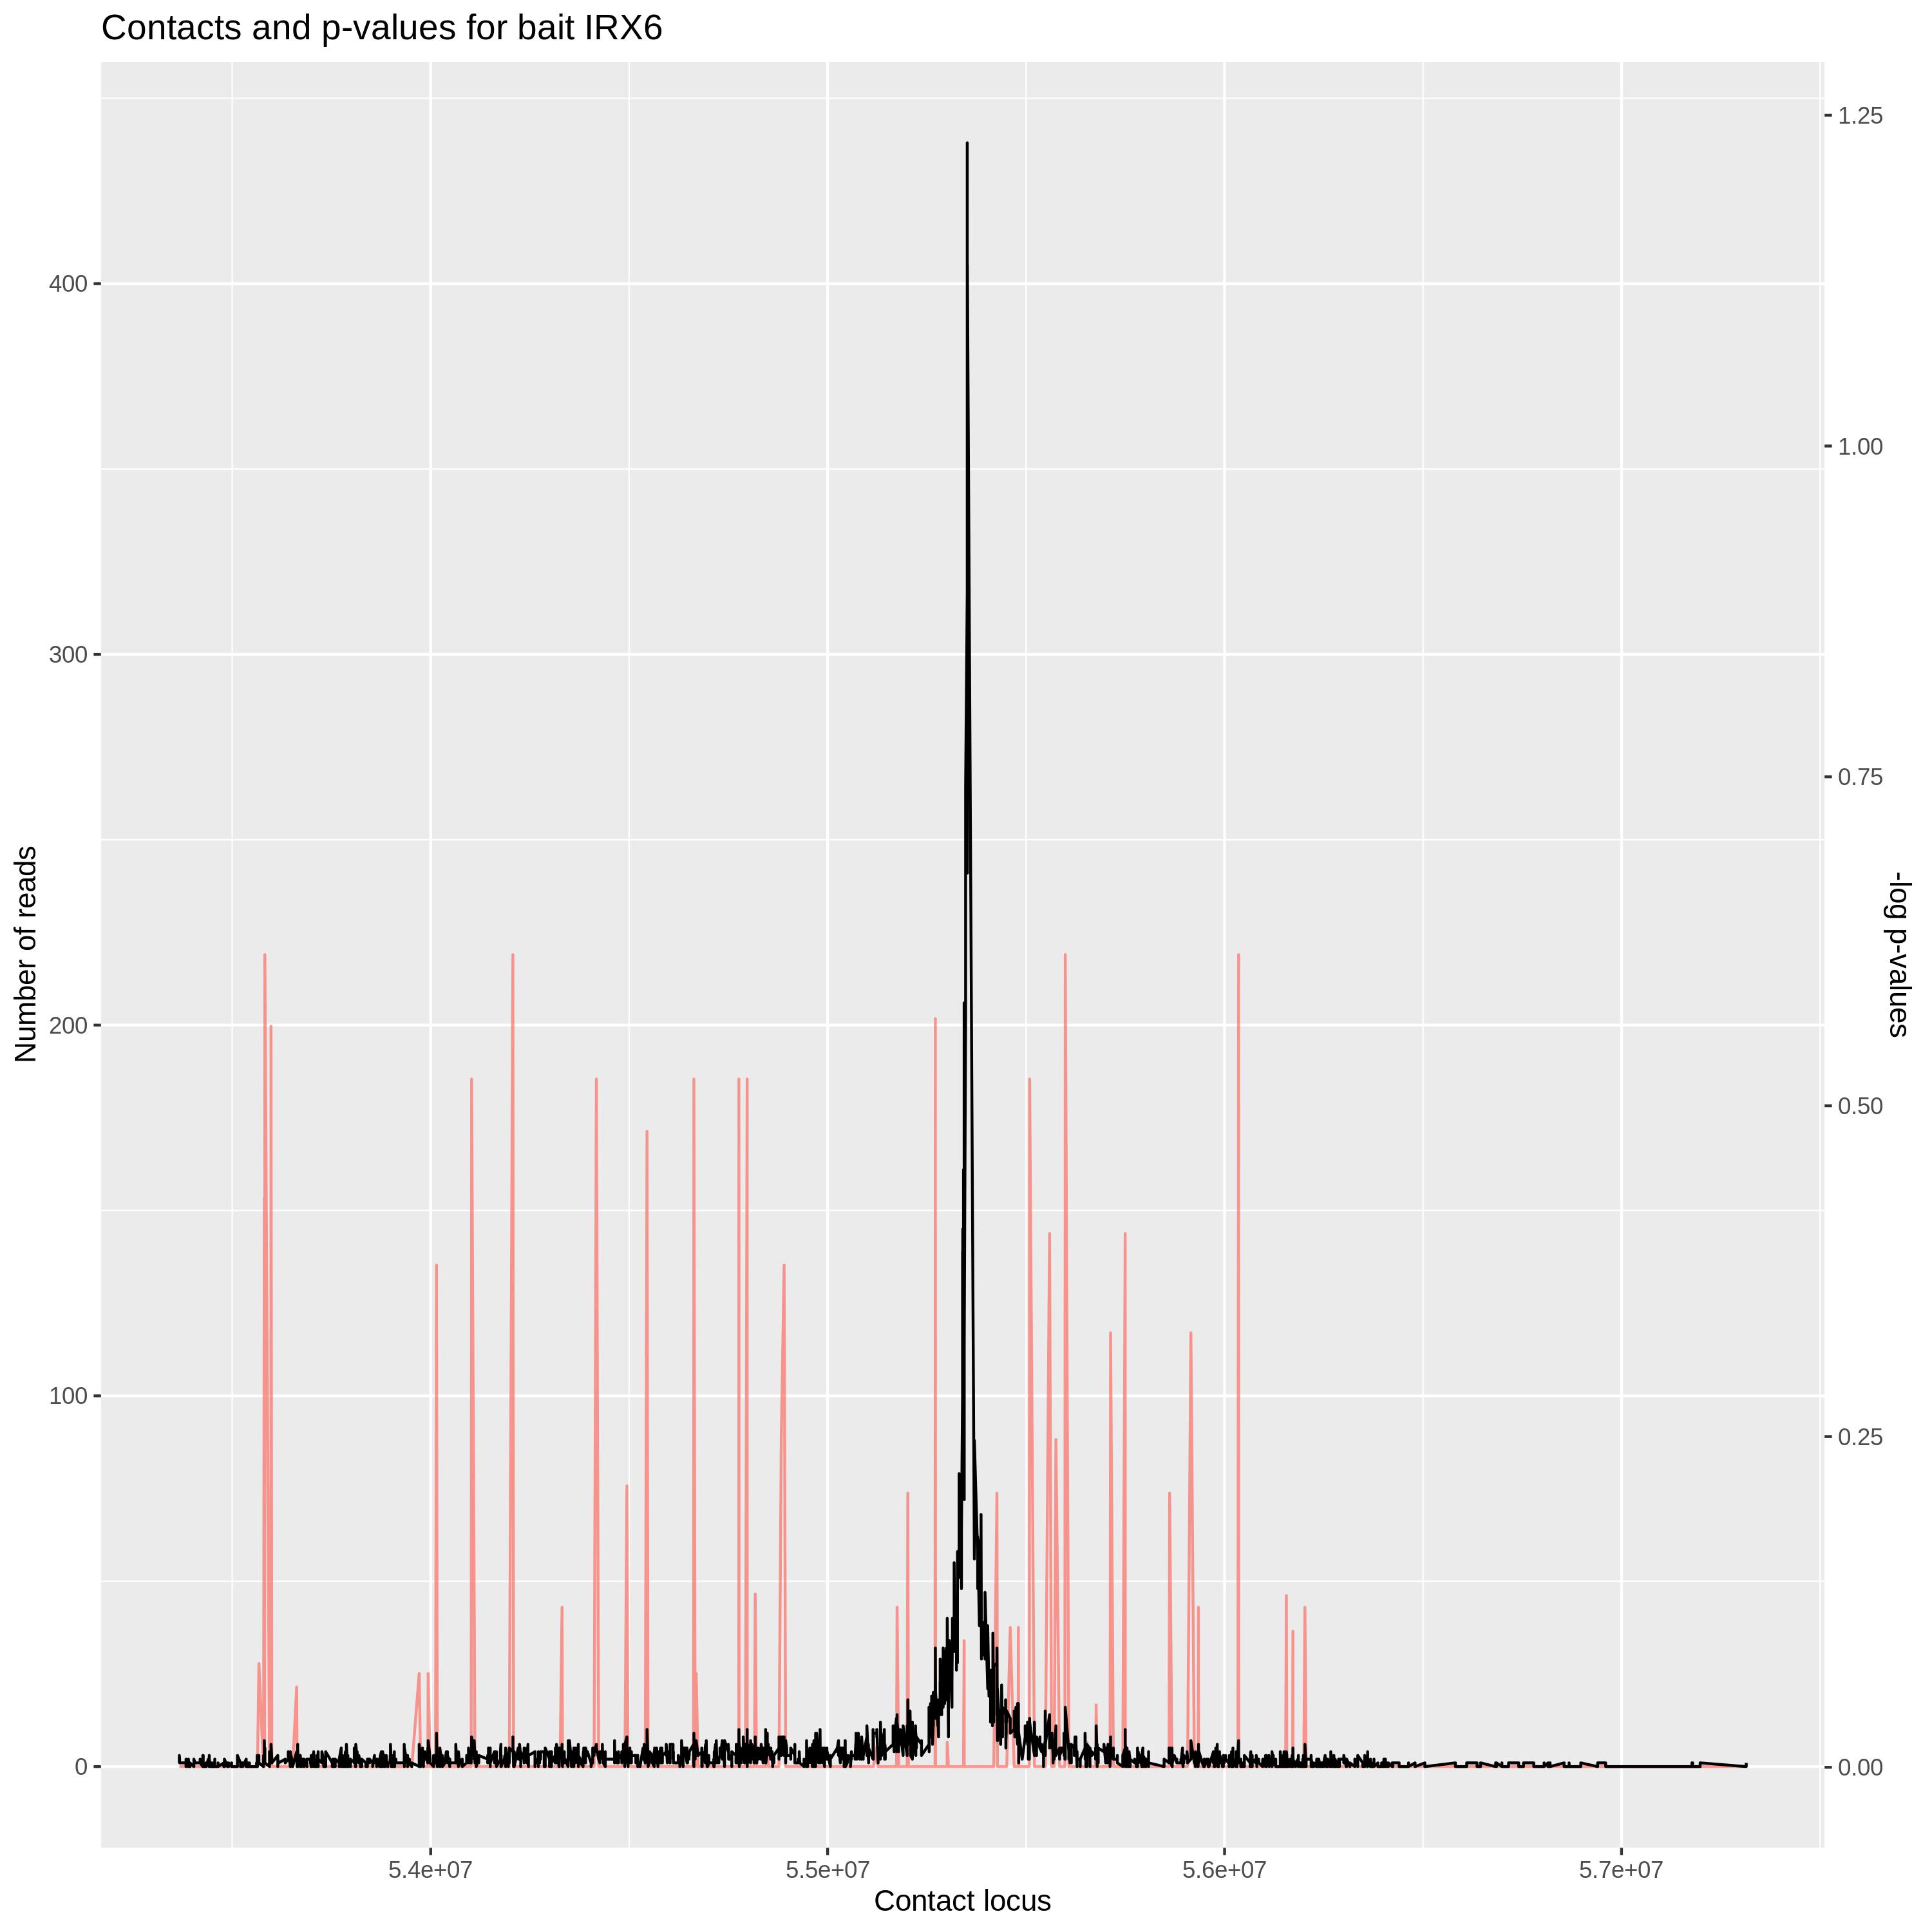 Contacts and p-values for bait IRX6
Number of reads
400
300
200
100
0
1.25
1.00
0.75
0.50
0.25
0.00
-log p-values
5.4e+07
5.5e+07
5.6e+07
5.7e+07
Contact locus